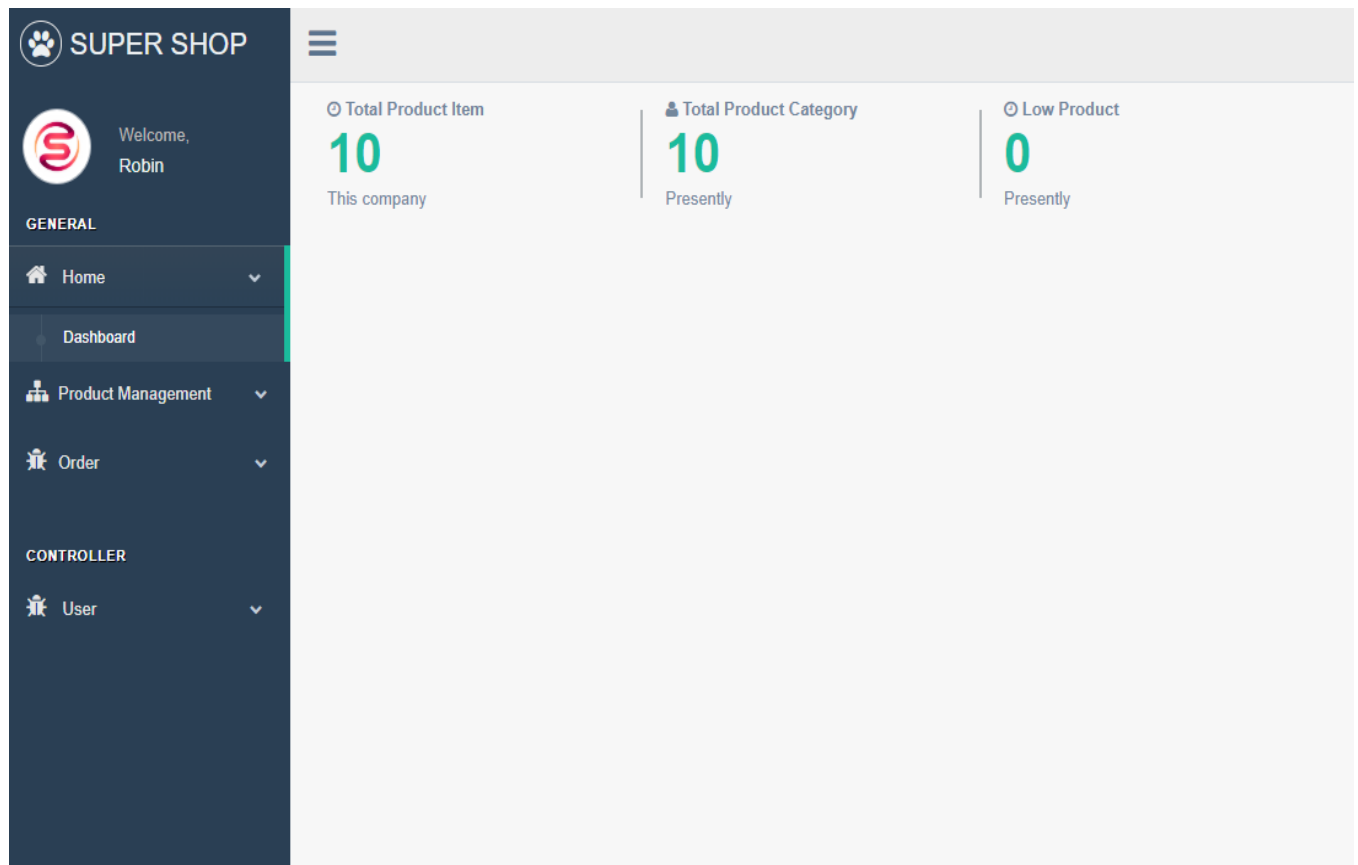 SUPER SHOP
Welcome,
Robin
GENERAL
Home
Dashboard
Product Management
Order
CONTROLLER
User
Total Product Item
10
This company
Total Product Category
10
Presently
Low Product
0
Presently